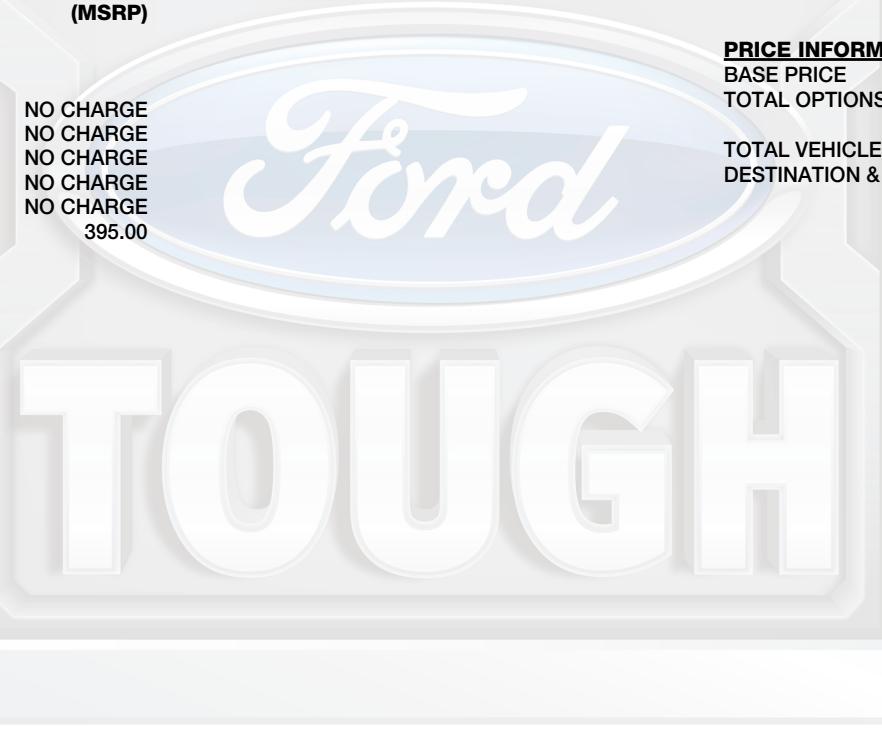 (MSRP)
NO CHARGE
NO CHARGE
NO CHARGE
NO CHARGE
NO CHARGE
395.00
PRICE INFORM
BASE PRICE
TOTAL OPTIONS
TOTAL VEHICLE
DESTINATION &
Ford
TOUGH